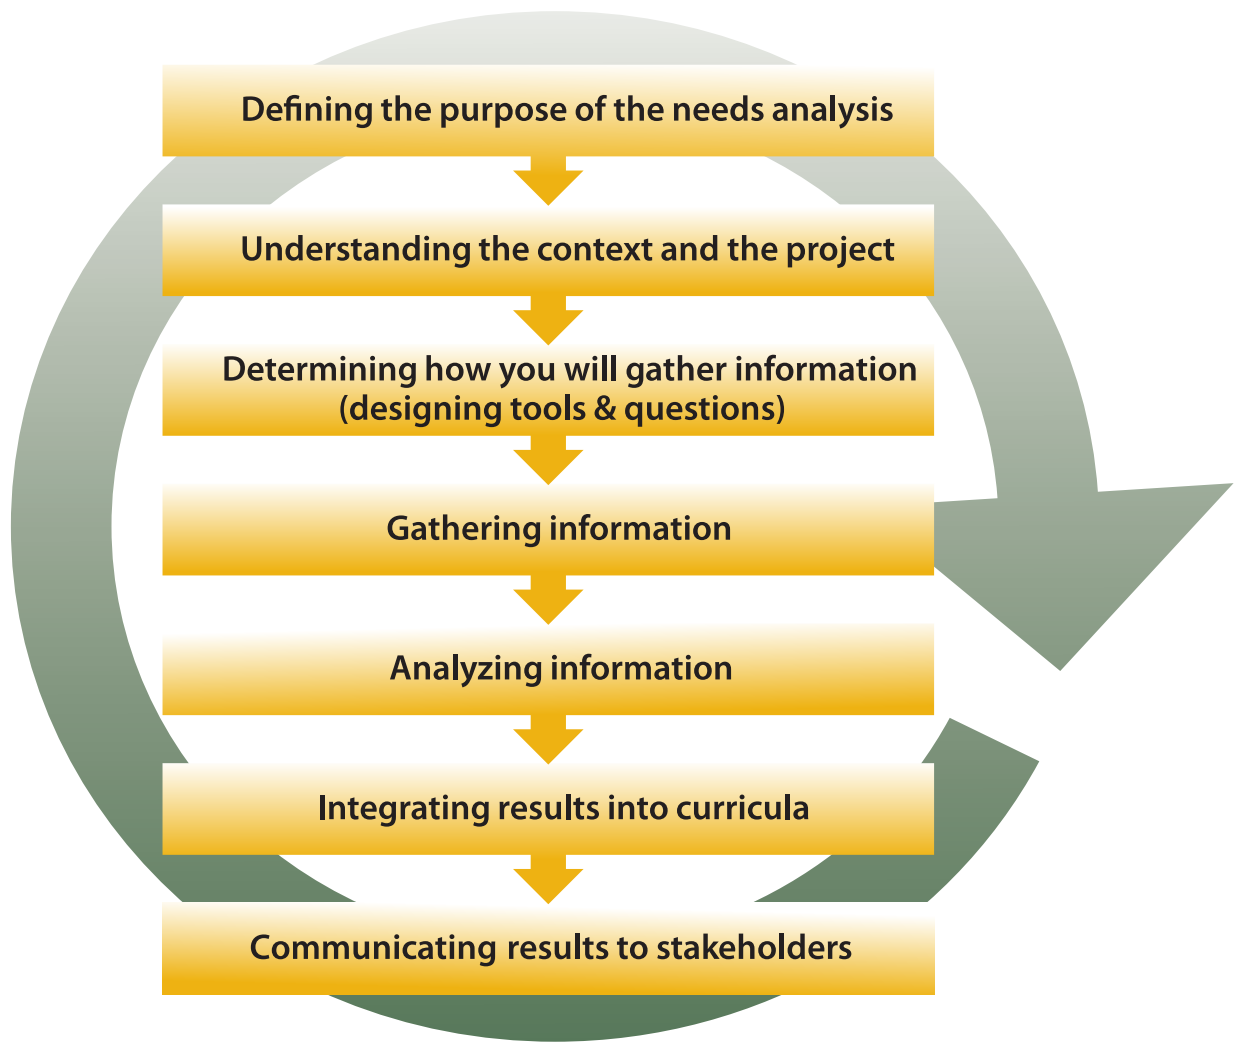 Defining the purpose of the needs analysis
Understanding the context and the project
Determining how you will gather information
(designing tools & questions)
Gathering information
Analyzing information
Integrating results into curricula
Communicating results to stakeholders